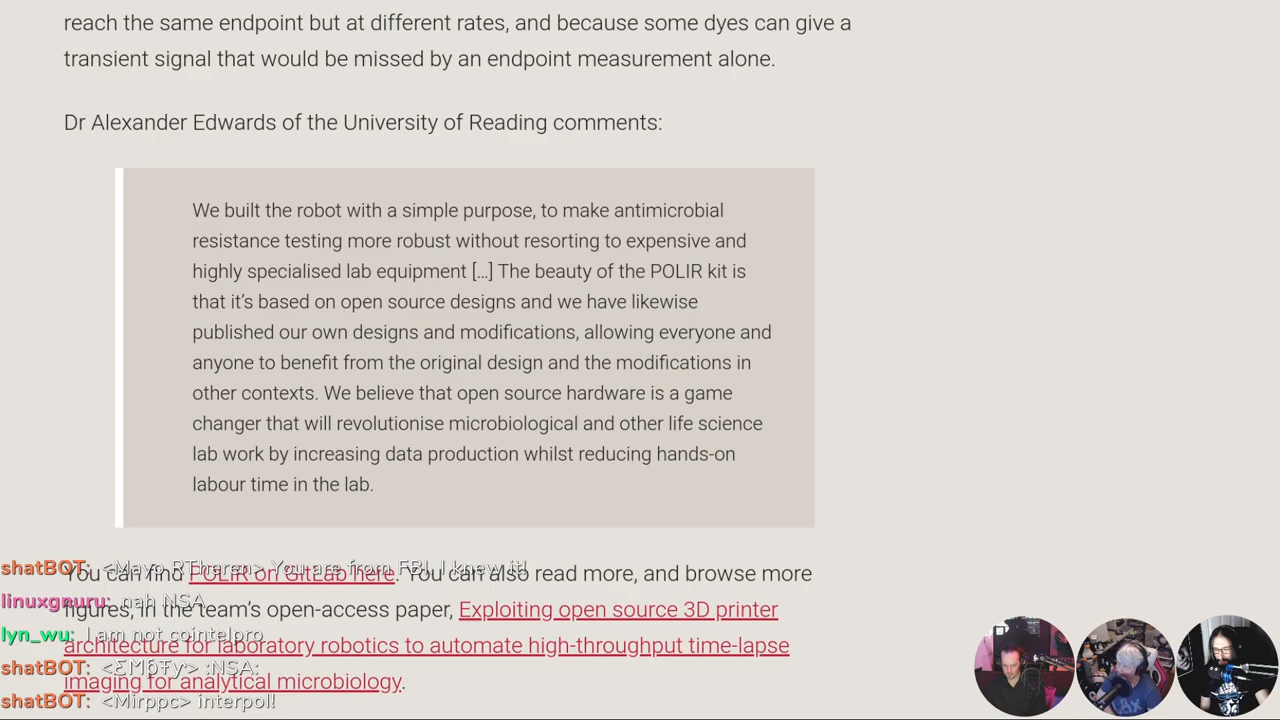 reach the same endpoint but at different rates, and because some dyes can give a
transient signal that would be missed by an endpoint measurement alone.
Dr Alexander Edwards of the University of Reading comments:
We built the robot with a simple purpose, to make antimicrobial
resistance testing more robust without resorting to expensive and
highly specialised lab equipment […] The beauty of the POLIR kit is
that it’s based on open source designs and we have likewise
published our own designs and modifications, allowing everyone and
anyone to benefit from the original design and the modifications in
other contexts. We believe that open source hardware is a game
changer that will revolutionise microbiological and other life science
lab work by increasing data production whilst reducing hands-on
labour time in the lab.
You can find POLIR on GitLab here. You can also read more, and browse more
figures, in the team’s open-access paper, Exploiting open source 3D printer
architecture for laboratory robotics to automate high-throughput time-lapse
imaging for analytical microbiology.
shatBOT: <Mayo RTheren> You are from FBI, I knew it!
linuxgnuru: nah NSA
lyn_wu: I am not cointelpro
shatBOT: <ƸMϸŦy> :NSA:
shatBOT: <Mirppc> interpol!